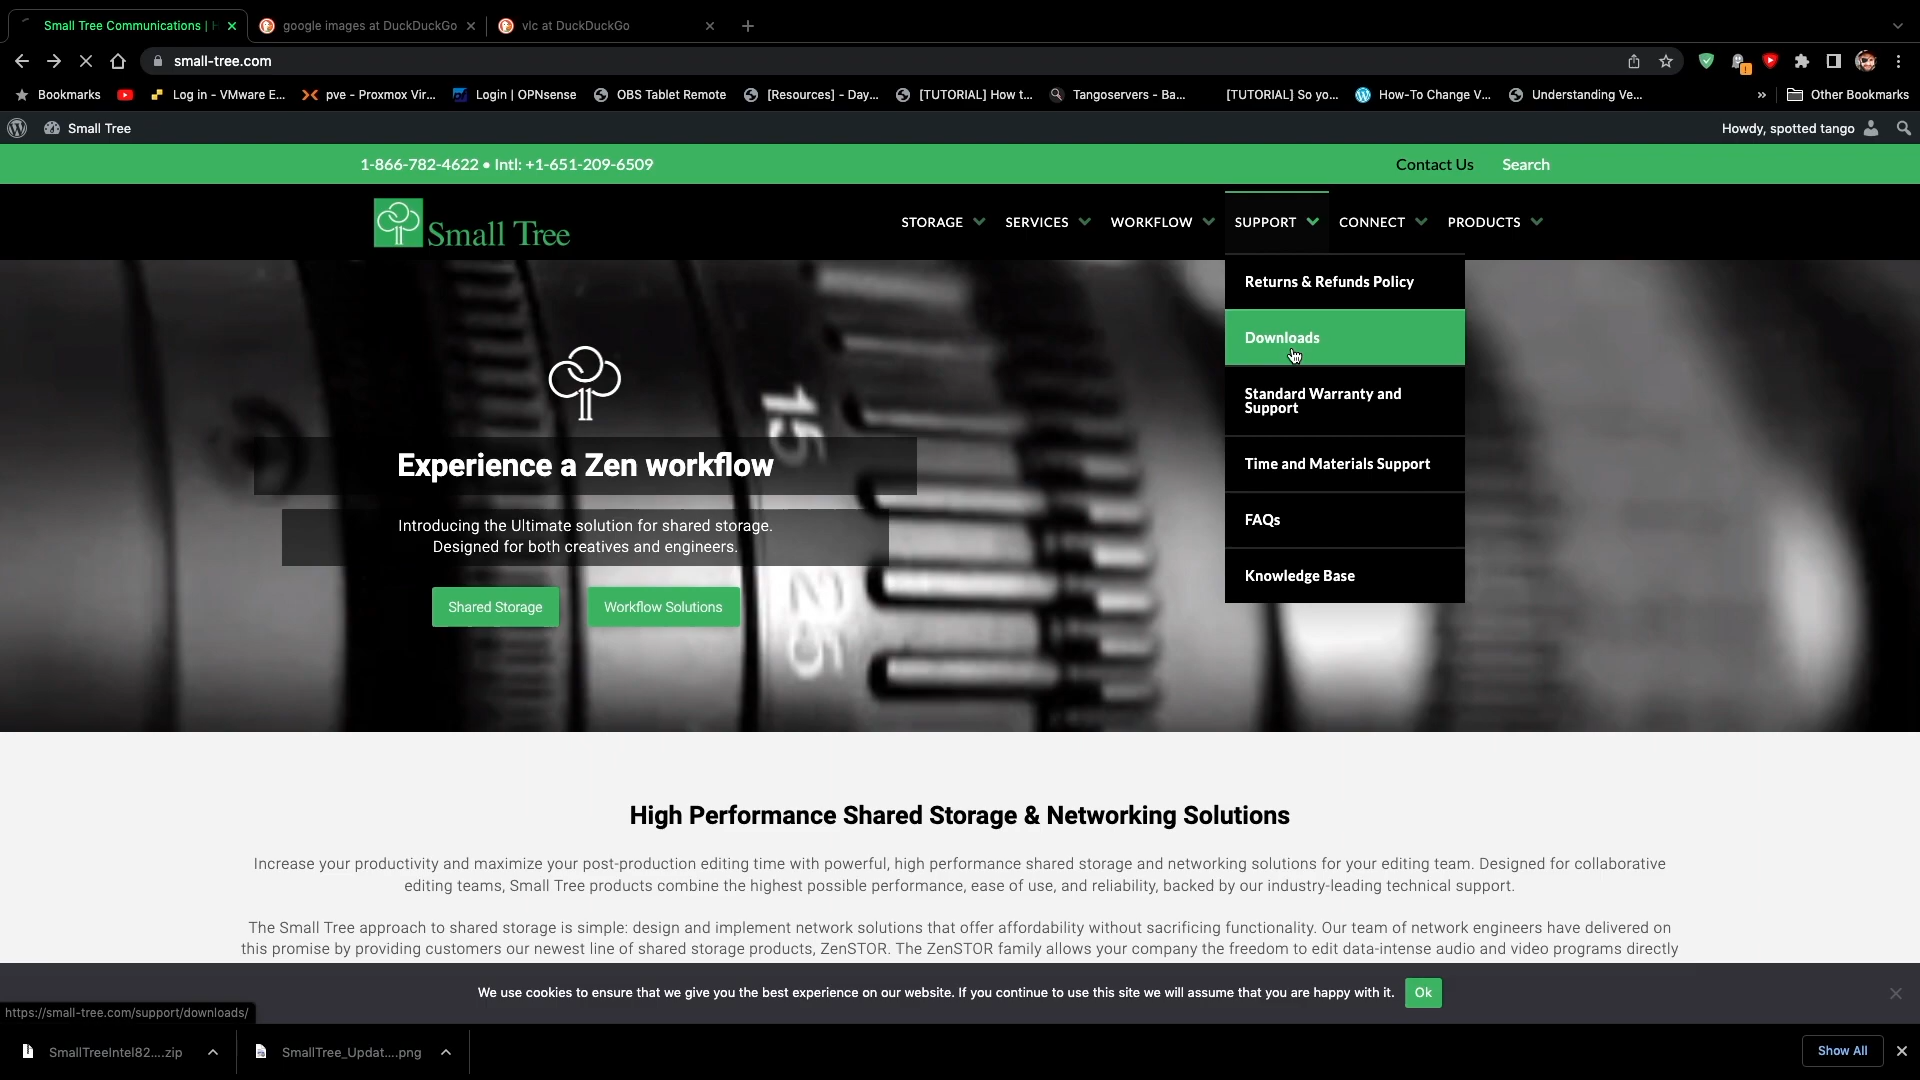 Small Tree Communications | H
google images at DuckDuckGo
vlc at DuckDuckGo
small-tree.com
Bookmarks
Log in - VMware E...
pve - Proxmox Vir...
Login | OPNsense
OBS Tablet Remote
[Resources] - Day...
[TUTORIAL] How t...
Tangoservers - Ba...
[TUTORIAL] So yo...
How-To Change V...
Understanding Ve...
»
Other Bookmarks
Small Tree
Howdy, spotted tango
1-866-782-4622 • Intl: +1-651-209-6509
Contact Us
Search
Small Tree
STORAGE
SERVICES
WORKFLOW
SUPPORT
CONNECT
PRODUCTS
Returns & Refunds Policy
Downloads
Standard Warranty and
Support
Time and Materials Support
FAQs
Knowledge Base
15
25
Experience a Zen workflow
Introducing the Ultimate solution for shared storage.
Designed for both creatives and engineers.
Shared Storage
Workflow Solutions
High Performance Shared Storage & Networking Solutions
Increase your productivity and maximize your post-production editing time with powerful, high performance shared storage and networking solutions for your editing team. Designed for collaborative
editing teams, Small Tree products combine the highest possible performance, ease of use, and reliability, backed by our industry-leading technical support.
The Small Tree approach to shared storage is simple: design and implement network solutions that offer affordability without sacrificing functionality. Our team of network engineers have delivered on
this promise by providing customers our newest line of shared storage products, ZenSTOR. The ZenSTOR family allows your company the freedom to edit data-intense audio and video programs directly
We use cookies to ensure that we give you the best experience on our website. If you continue to use this site we will assume that you are happy with it.
Ok
https://small-tree.com/support/downloads/
SmallTreeIntel82....zip
SmallTree_Updat....png
Show All